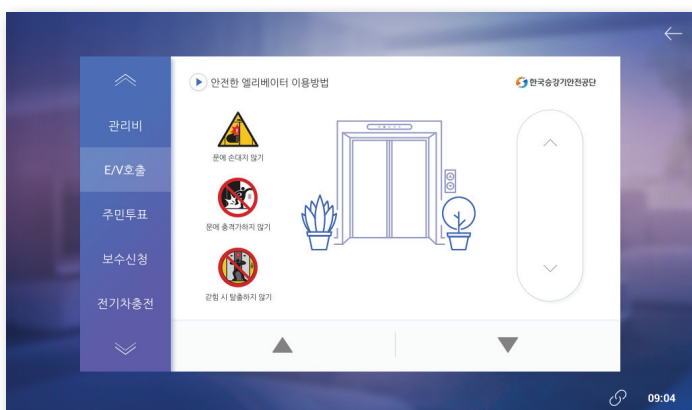 안전한 엘리베이터 이용방법
한국승강기안전공단
관리비
E/V호출
주민투표
보수신청
전기차충전
문에 손대지 않기
문에 충격가하지 않기
갇힘 시 탈출하지 않기
09:04